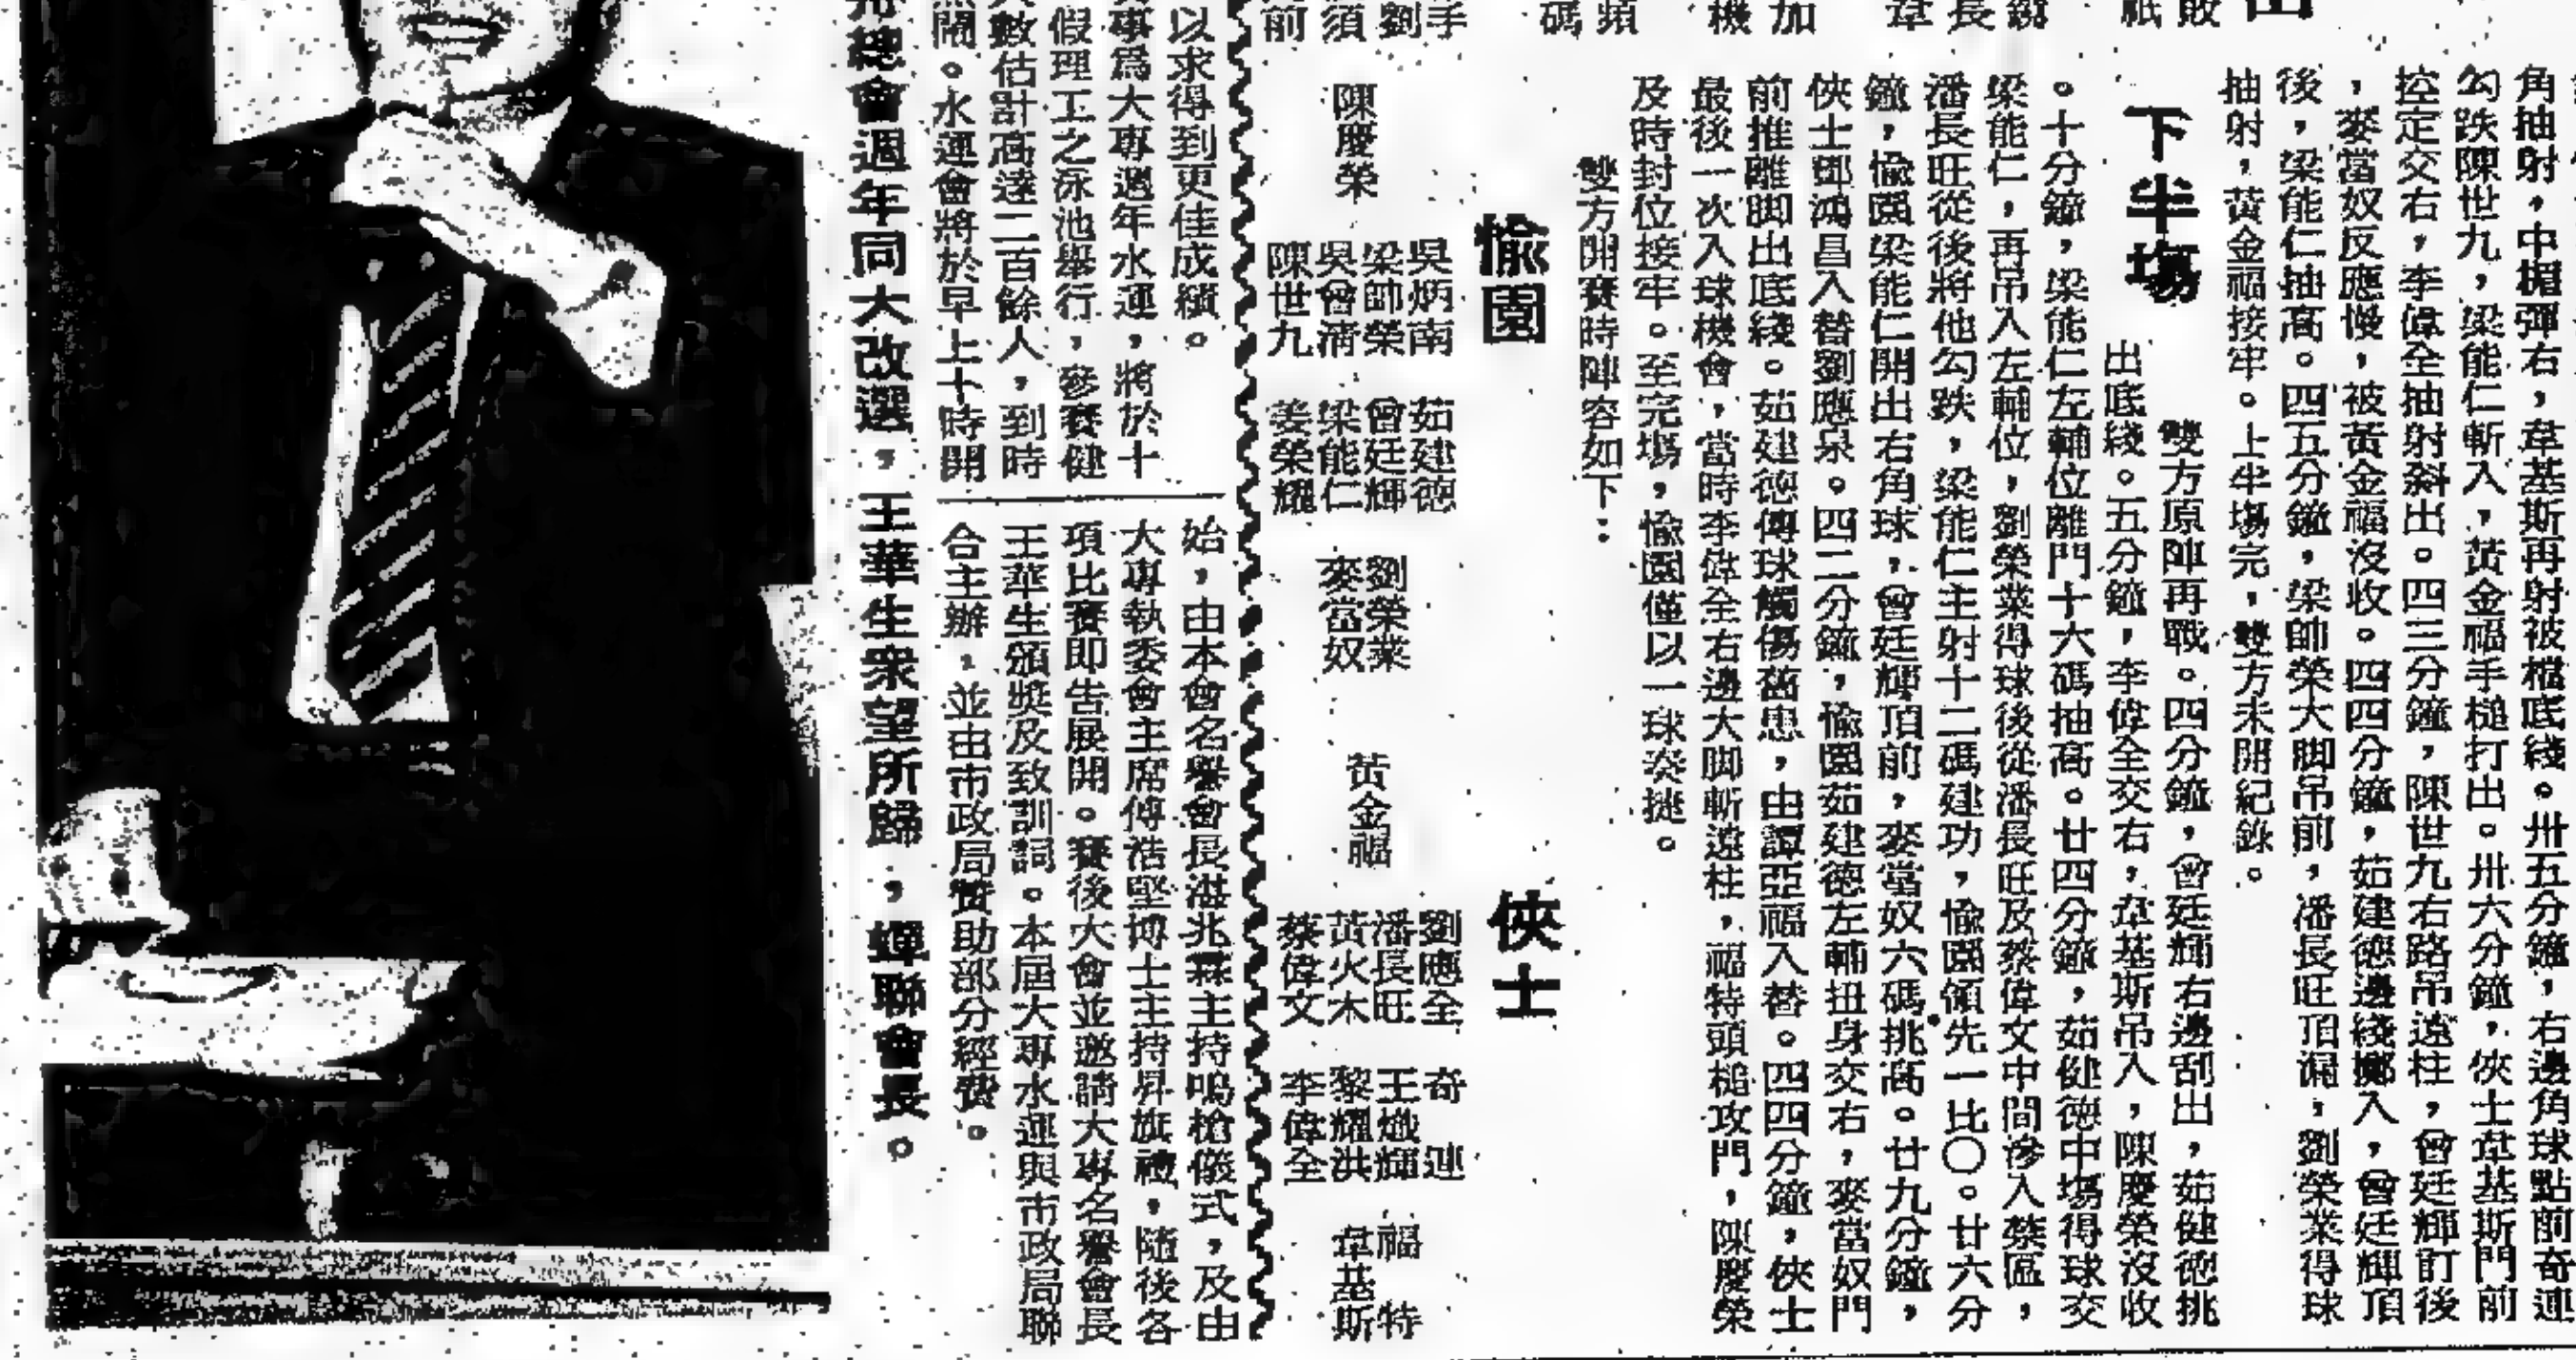 角抽射，中楣彈右，韋基斯再射被檔底綫。卅五分鐘，右邊角球點前奇連
勾跌陳世九，梁能仁斬入，黃金福手槌打出。卅六分鐘，俠士韋基斯門前
控定交右，李偉全抽射斜出。四三分鐘，陳世九右路吊遠柱，曾廷輝訂後
，麥當奴反應慢，被黃金福沒收。四四分鐘，茹建德邊綫擲入，曾廷輝頂
後，梁能仁抽高。四五分鐘，梁帥榮大脚吊前，潘長旺頂漏，劉榮業得球
抽射，黃金福接牢。上半塲完，雙方未開紀錄。
下半塲
雙方原陣再戰。四分鐘，曾廷輝右邊刮出，茹健德挑
出底綫。五分鐘，李偉全交右，韋基斯吊入，陳慶榮沒收
。十分鐘，梁能仁左輔位離門十六碼抽高。廿四分鐘，茹健德中塲得球交
梁能仁，再吊入左輔位，劉榮業得球後從潘長旺及蔡偉文中間滲入禁區，
潘長旺從後將他勾跌，梁能仁主射十二碼建功，愉園領先一比〇。廿六分
鐘，愉園梁能仁開出右角球，曾廷輝頂前，麥當奴六碼挑高。廿九分鐘，
俠士鄧鴻昌入替劉應泉。四二分鐘，愉園茹建德左輔扭身交右，麥當奴門
前推離脚出底綫。茹建德傳球觸傷舊患，由譚亞福入替。四四分鐘，俠士
最後一次入球機會，當時李偉全右邊大脚斬遠柱，福特頭槌攻門，陳慶榮
及時封位接牢。至完塲，愉園僅以一球奏捷。
雙方開賽時陣容如下：
愉園
吳炳南　茹建德
梁帥榮　曾廷輝　劉榮業
陳慶榮
吳會淸　梁能仁　麥當奴
陳世九　姜榮耀
俠士
劉應全　奇連
潘長旺　王熾輝　福特
黃金福
黃火木　黎耀洪　韋基斯
蔡偉文　李偉全
以求得到更佳成績。
事爲大專週年水運，將於十
假理工之泳池舉行，參賽健
數估計高達二百餘人，到時
閙。水運會將於早上十時開
始，由本會名譽會長湛兆霖主持鳴槍儀式，及由
大專執委會主席傅浩堅博士主持昇旗禮，隨後各
項比賽即吿展開。賽後大會並邀請大專名譽會長
王華生頒奬及致訓詞。本屆大專水運與市政局聯
合主辦，並由市政局贊助部分經費。
總會週年同大改選，王華生衆望所歸，蟬聯會長。